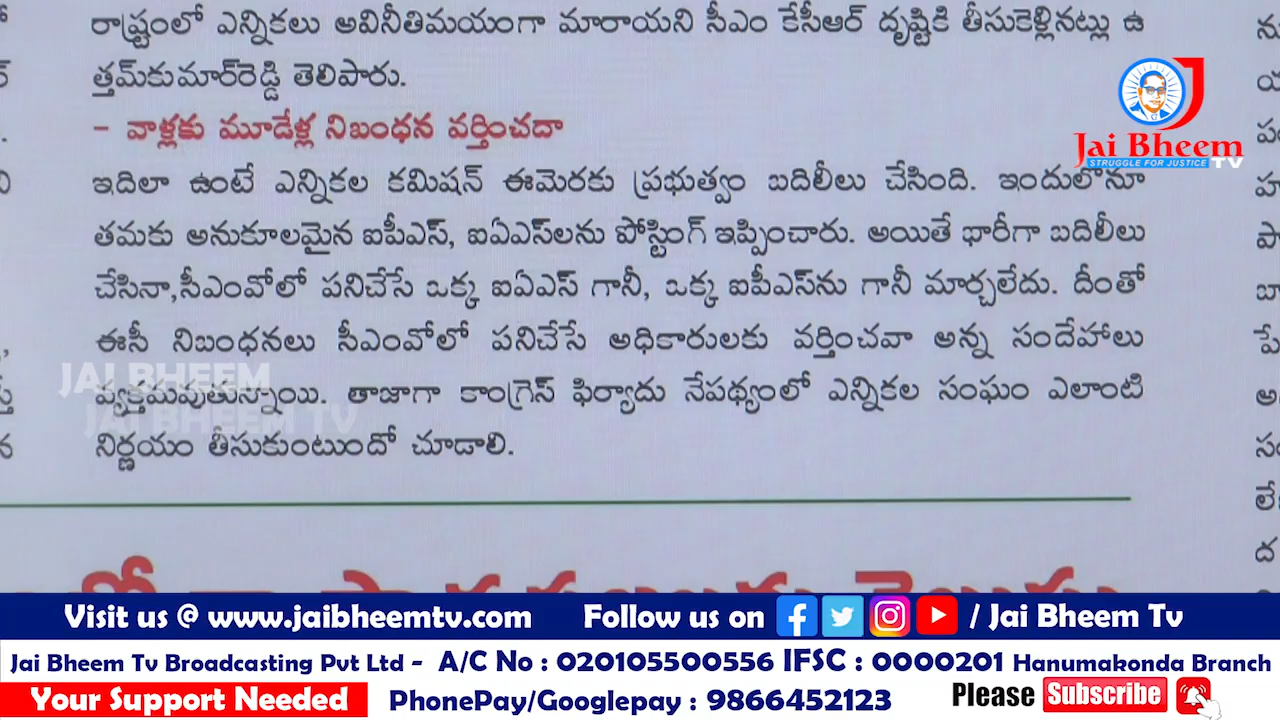 రాష్ట్రంలో ఎన్నికలు అవినీతిమయంగా మారాయని సీఎం కేసీఆర్ దృష్టికి తీసుకెళ్లినట్లు ఉ
త్తమ్‌కుమార్‌రెడ్డి తెలిపారు.
- వాళ్లకు మూడేళ్ల నిబంధన వర్తించదా
ఇదిలా ఉంటే ఎన్నికల కమిషన్ ఈమెరకు ప్రభుత్వం బదిలీలు చేసింది. ఇందులోనూ
తమకు అనుకూలమైన ఐపీఎస్, ఐఏఎస్‌లను పోస్టింగ్ ఇప్పించారు. అయితే భారీగా బదిలీలు
చేసినా,సీఎంవోలో పనిచేసే ఒక్క ఐఏఎస్ గానీ, ఒక్క ఐపీఎస్‌ను గానీ మార్చలేదు. దీంతో
ఈసీ నిబంధనలు సీఎంవోలో పనిచేసే అధికారులకు వర్తించవా అన్న సందేహాలు
వ్యక్తమవుతున్నాయి. తాజాగా కాంగ్రెస్ ఫిర్యాదు నేపథ్యంలో ఎన్నికల సంఘం ఎలాంటి
నిర్ణయం తీసుకుంటుందో చూడాలి.
Jai Bheem
STRUGGLE FOR JUSTICE TV
JAI BHEEM
JAI BHEEM TV
Visit us @ www.jaibheemtv.com Follow us on / Jai Bheem Tv
Jai Bheem Tv Broadcasting Pvt Ltd - A/C No : 020105500556 IFSC : 0000201 Hanumakonda Branch
Your Support Needed PhonePay/Googlepay : 9866452123 Please Subscribe